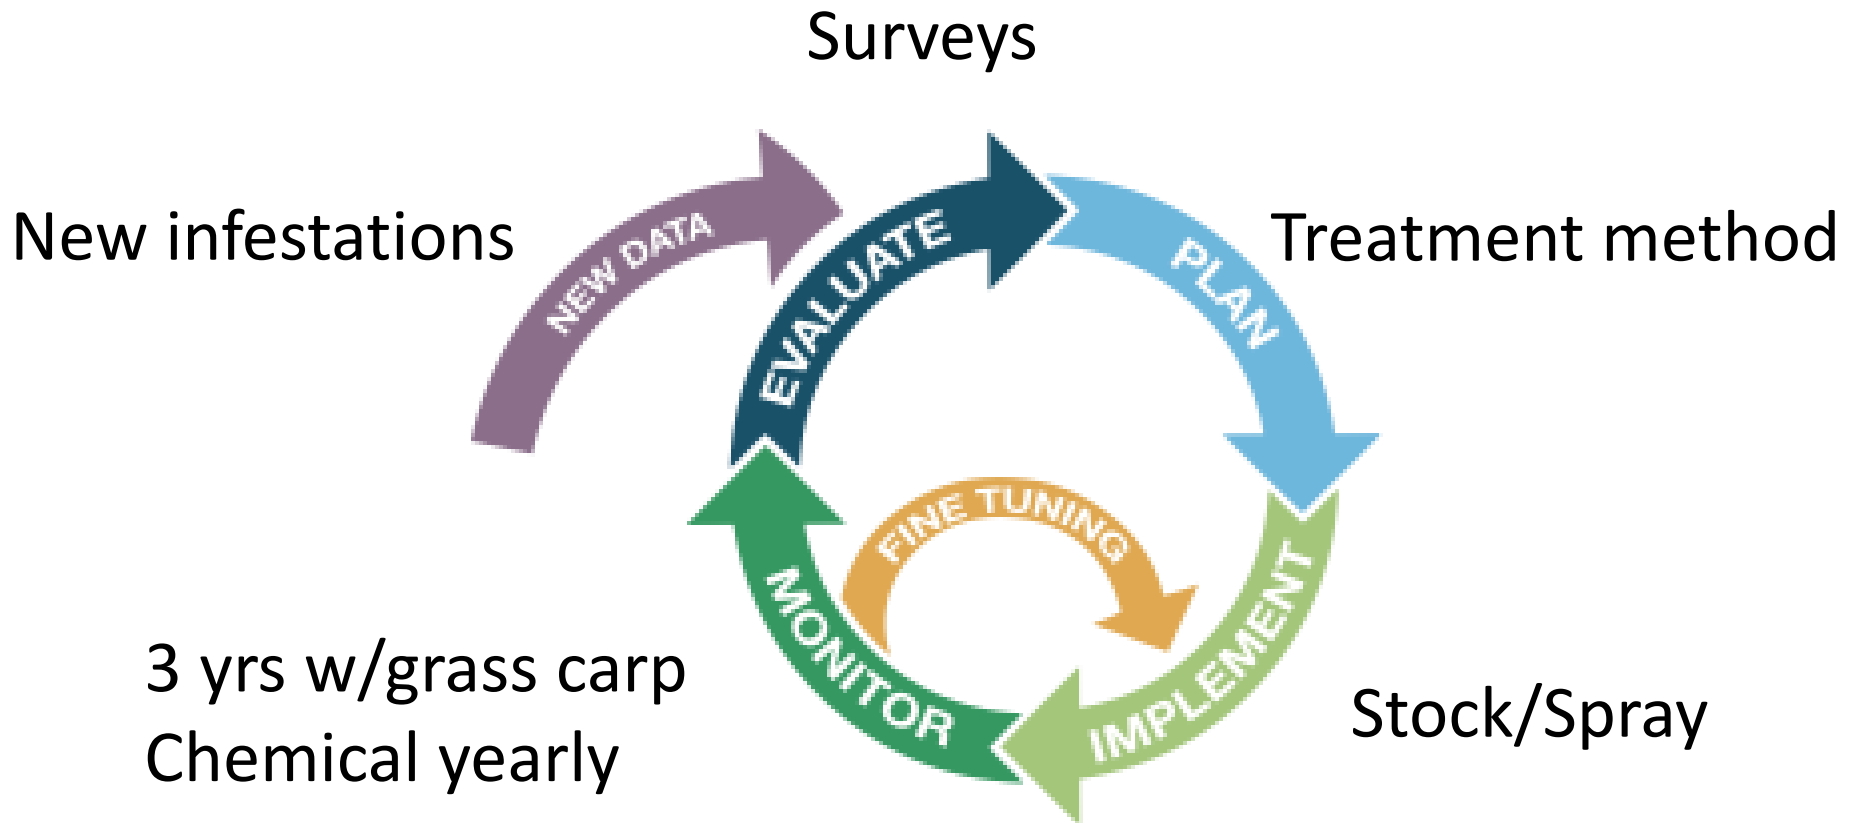 Surveys
New infestations
NEW DATA
EVALUATE
PLAN
Treatment method
FINE TUNING
MONITOR
IMPLEMENT
3 yrs w/grass carp
Chemical yearly
Stock/Spray